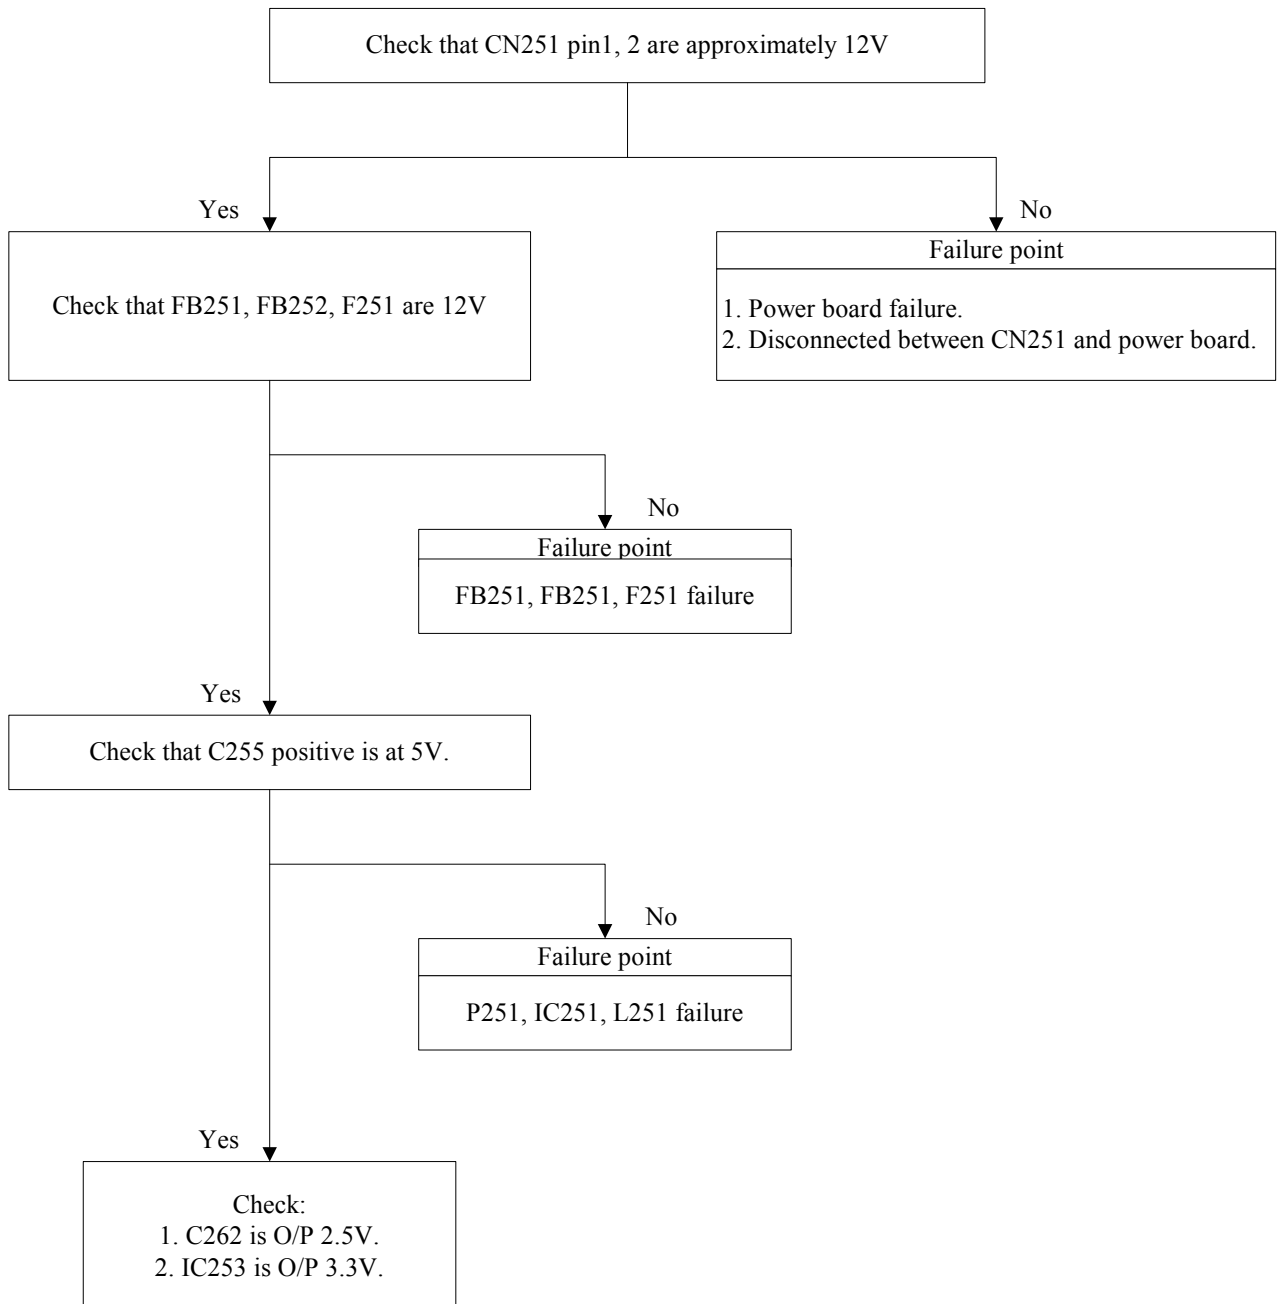 Check that CN251 pin1, 2 are approximately 12V
Yes
No
Check that FB251, FB252, F251 are 12V
Failure point
1. Power board failure.
2. Disconnected between CN251 and power board.
No
Failure point
FB251, FB251, F251 failure
Yes
Check that C255 positive is at 5V.
No
Failure point
P251, IC251, L251 failure
Yes
Check:
1. C262 is O/P 2.5V.
2. IC253 is O/P 3.3V.